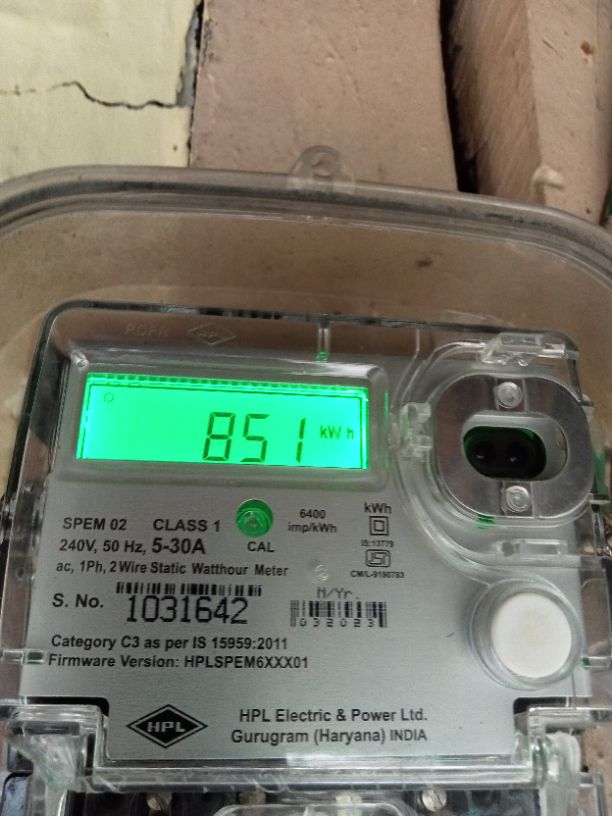 HPL
851 kWh
SPEM 02 CLASS 1 6400 imp/kWh kWh
IS:13779
240V, 50 Hz, 5-30A CAL
CM/L-9190783
ac, 1Ph, 2 Wire Static Watthour Meter
M/Yr.
S. No. 1031642 032023
Category C3 as per IS 15959:2011
Firmware Version: HPLSPEM6XXX01
HPL HPL Electric & Power Ltd.
Gurugram (Haryana) INDIA